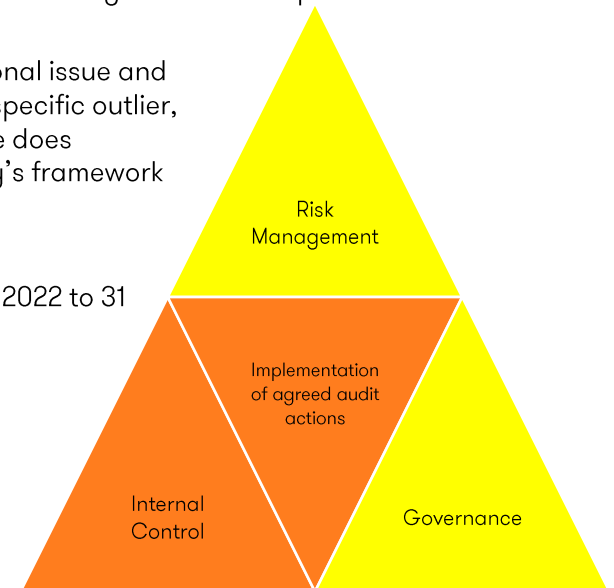 onal issue and
specific outlier,
e does
y's framework
2022 to 31
Risk
Management
Implementation
of agreed audit
actions
Internal
Control
Governance